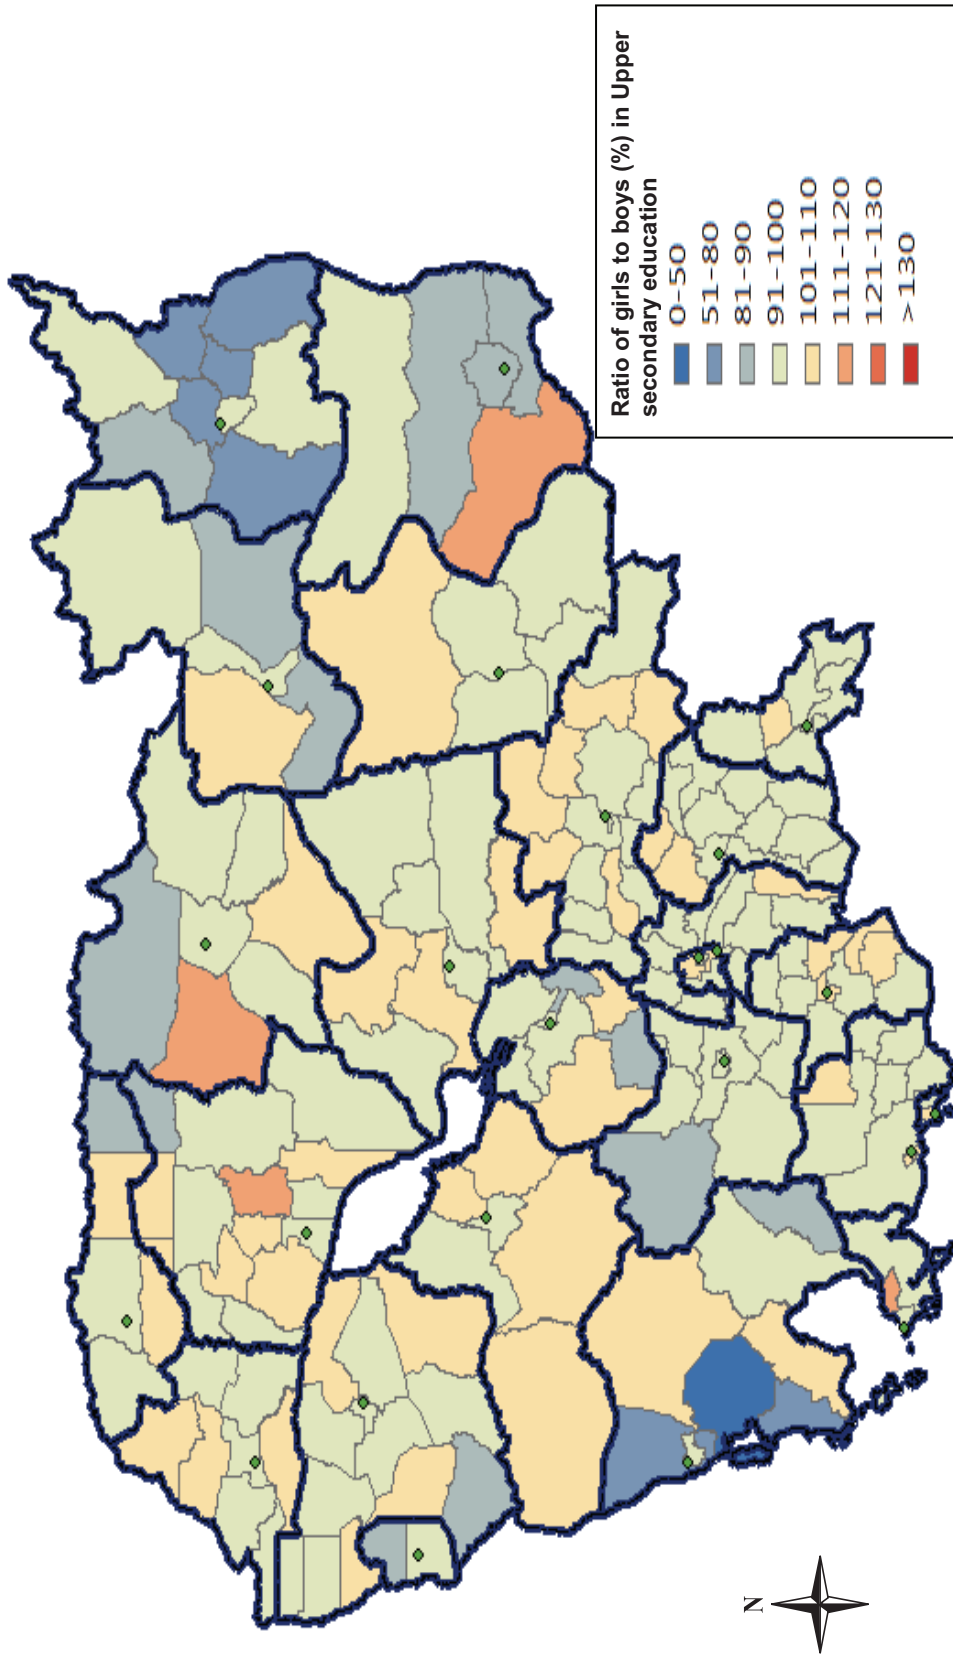 Ratio of girls to boys (%) in Upper
secondary education
0-50
51-80
81-90
91-100
101-110
111-120
121-130
>130
N